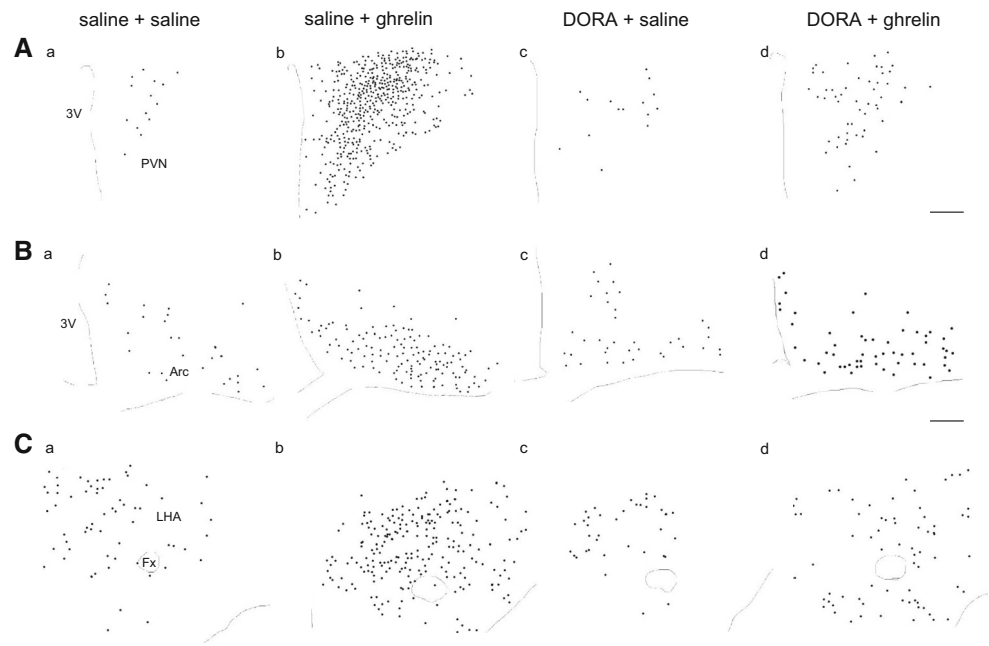 saline + saline saline + ghrelin DORA + saline DORA + ghrelin
A a b c d
3V
PVN
B a b c d
3V
Arc
C a b c d
LHA
Fx